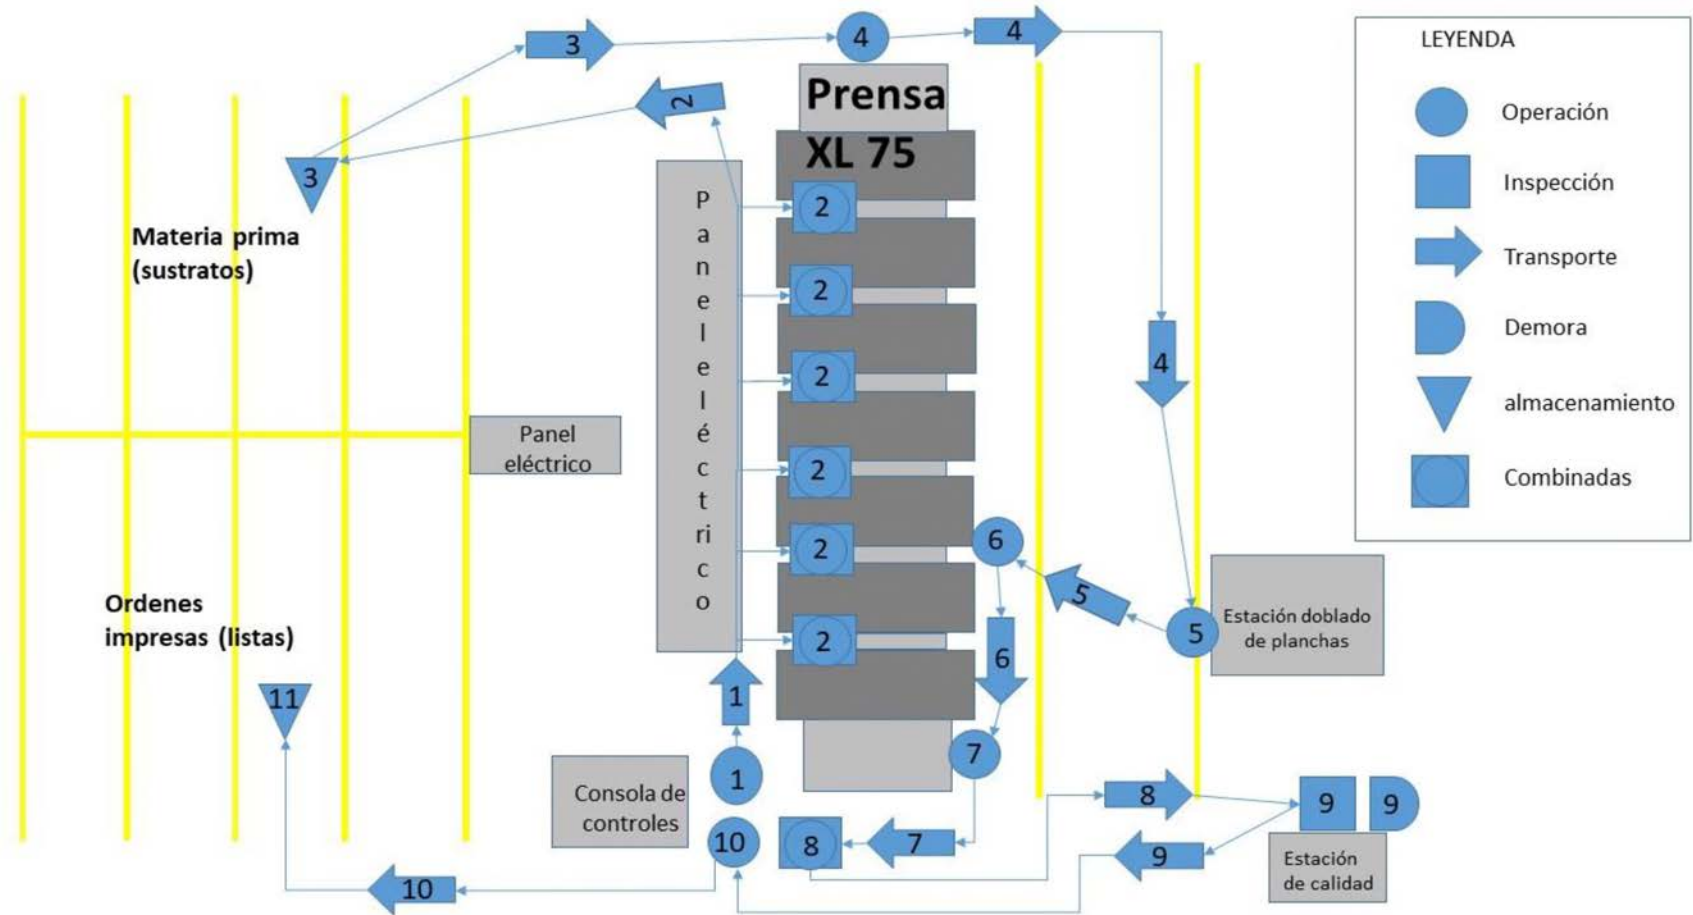 3
4
4
LEYENDA
2
Prensa
XL 75
Operación
3
Inspección
Materia prima
(sustratos)
P
a
n
e
l
e
l
é
c
t
ri
c
o
2
2
2
2
2
2
Transporte
Demora
almacenamiento
Combinadas
4
Panel
eléctrico
6
5
5
Estación doblado
de planchas
6
Ordenes
impresas (listas)
11
1
7
1
Consola de
controles
10
8
7
8
9
9
9
Estación
de calidad
10